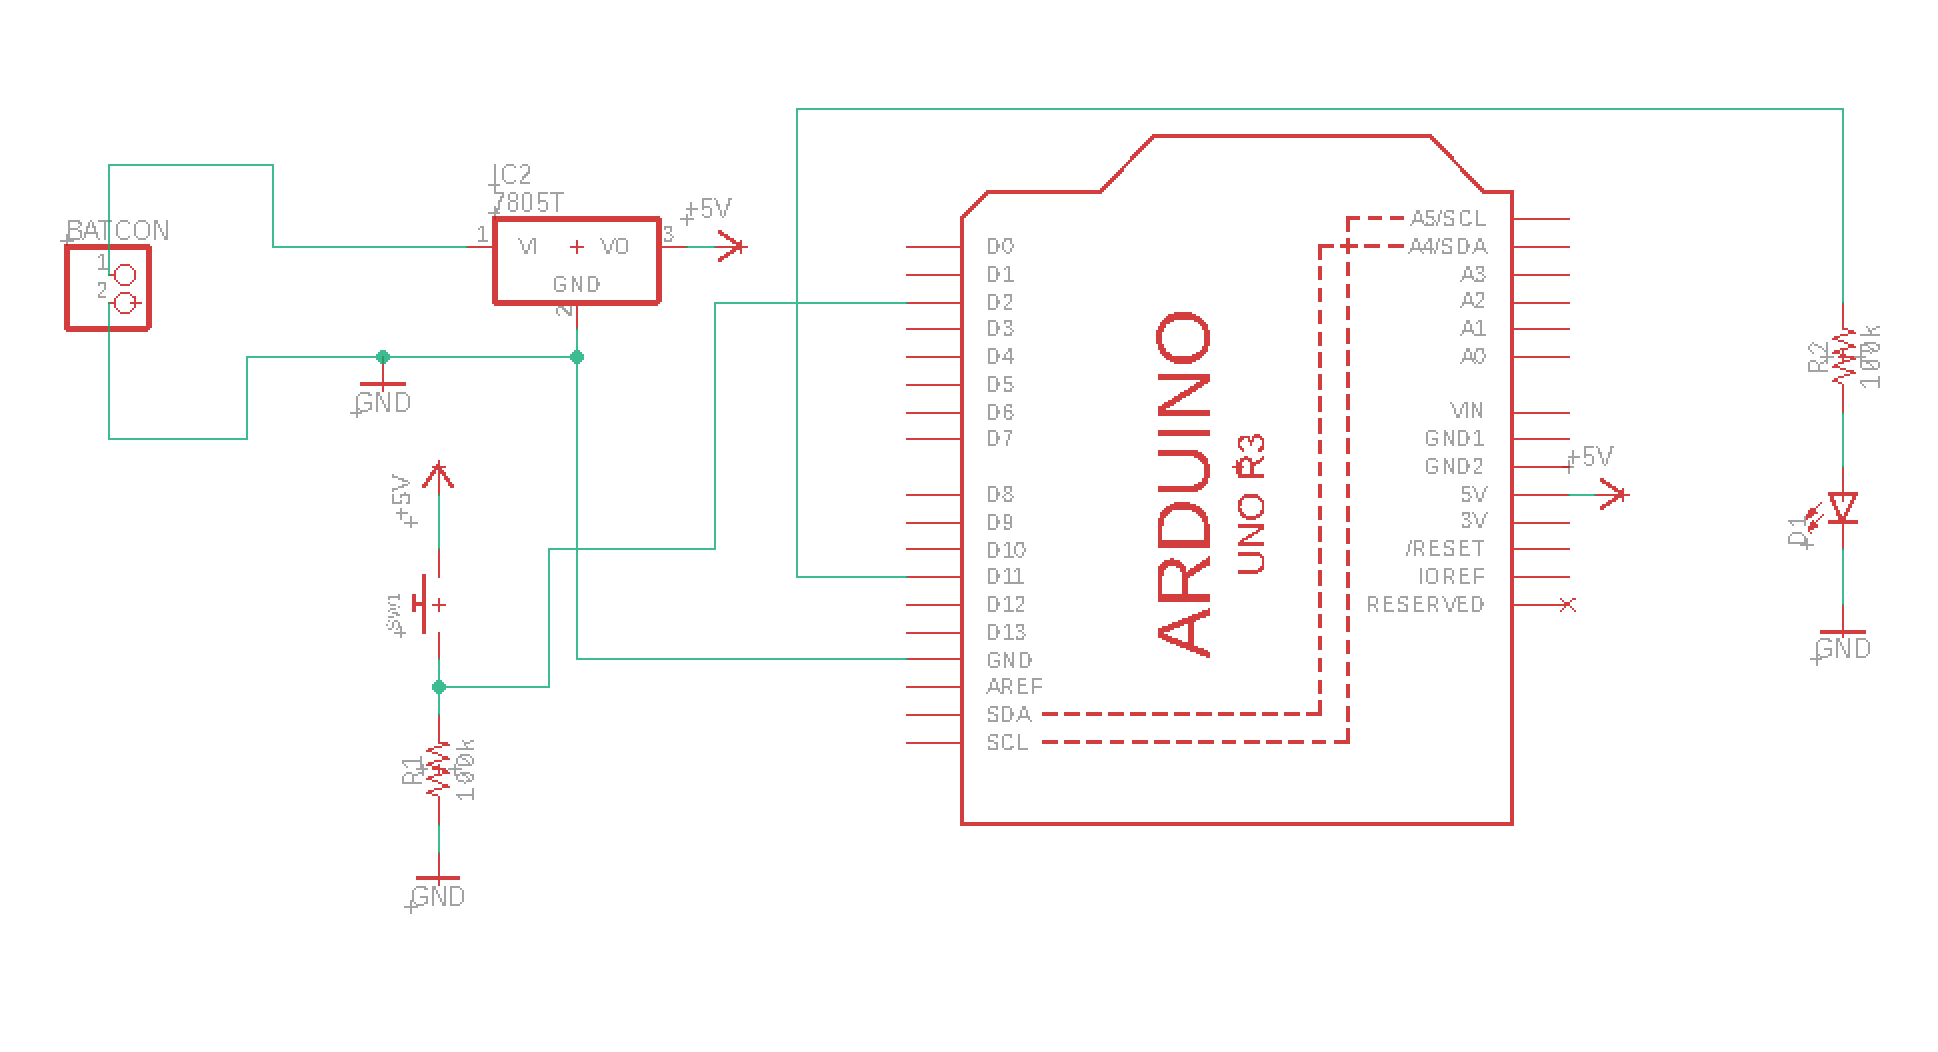 BATCON
1
2
IC2
7805T
1
VI
VO
3
GND
2
+5V
GND
+5V
SW1
R1
100k
GND
D0
D1
D2
D3
D4
D5
D6
D7
D8
D9
D10
D11
D12
D13
GND
AREF
SDA
SCL
ARDUINO
UNO R3
A5/SCL
A4/SDA
A3
A2
A1
A0
VIN
GND1
GND2
5V
3V
/RESET
IOREF
RESERVED
+5V
R2
100k
D1
GND